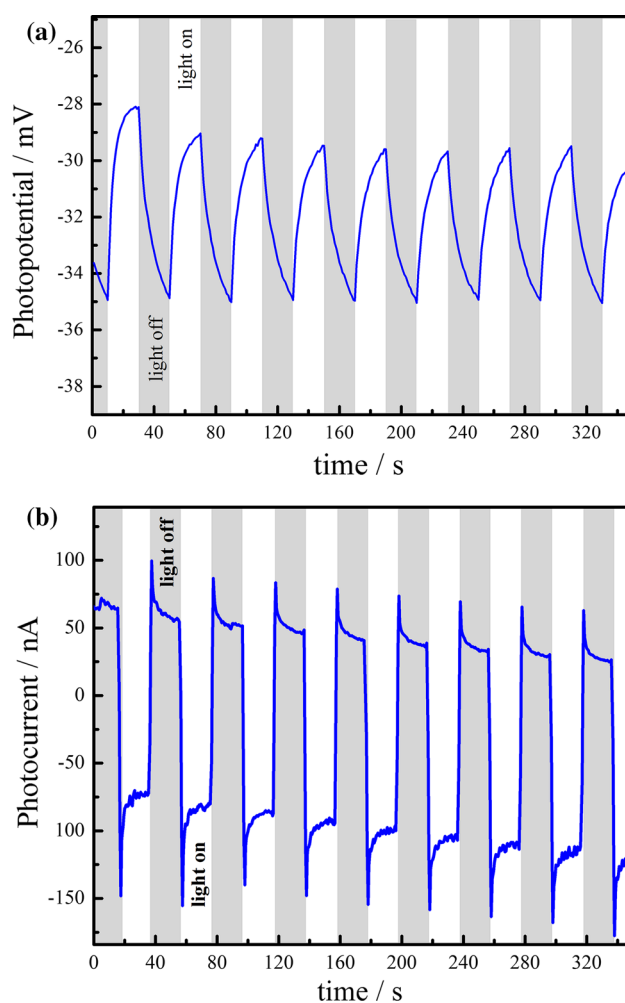 (a)
-26
-28
-30
-32
-34
-35
-38
Photopotential / mV
light on
light off
0 40 80 120 160 200 240 280 320
time / s
(b)
100
50
0
-50
100
-150
Photocurrent / nA
light off
light on
0 40 80 120 160 200 240 280 320
time / s